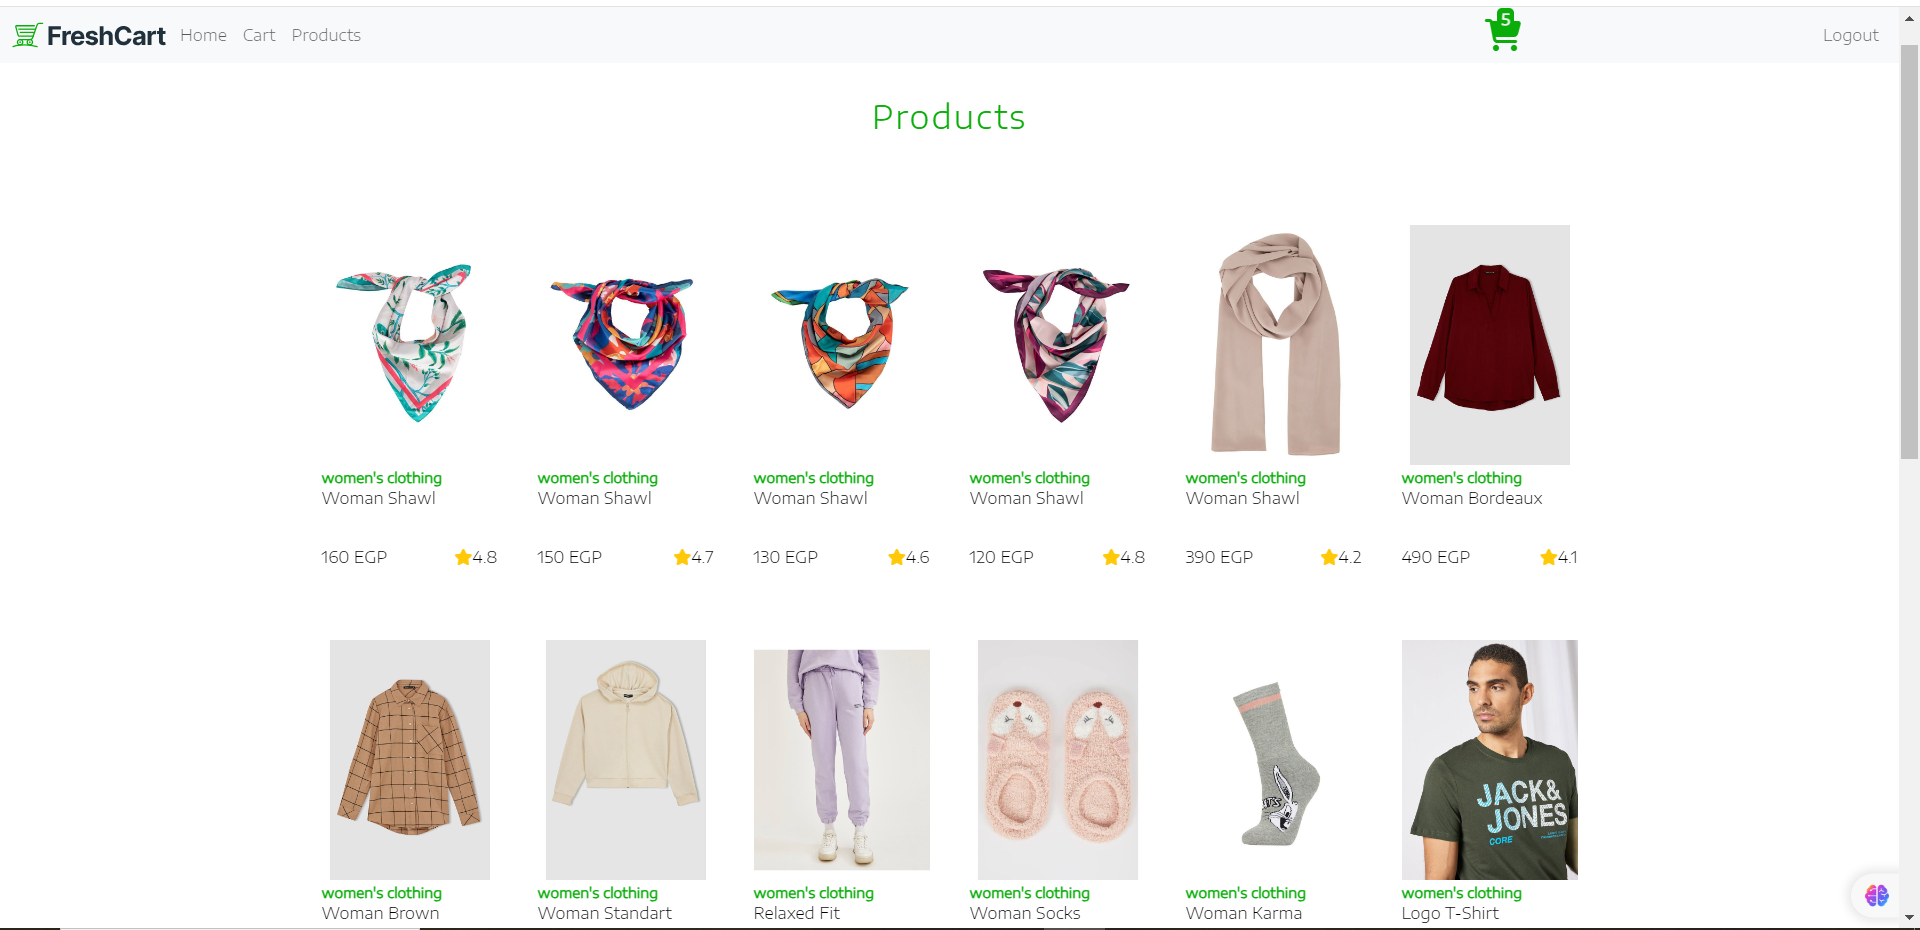 FreshCart Home Cart Products 5 Logout
Products
women's clothing women's clothing women's clothing women's clothing women's clothing women's clothing
Woman Shawl Woman Shawl Woman Shawl Woman Shawl Woman Shawl Woman Bordeaux
160 EGP 4.8 150 EGP 4.7 130 EGP 4.6 120 EGP 4.8 390 EGP 4.2 490 EGP 4.1
JACK&
JONES
CORE
women's clothing women's clothing women's clothing women's clothing women's clothing women's clothing
Woman Brown Woman Standart Relaxed Fit Woman Socks Woman Karma Logo T-Shirt